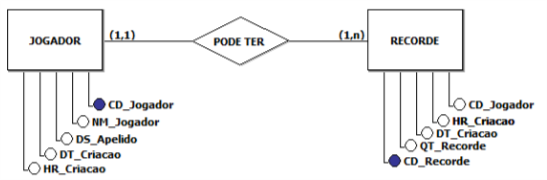 JOGADOR (1,1) PODE TER (1,n) RECORDE
CD_Jogador
NM_Jogador
DS_Apelido
DT_Criacao
HR_Criacao
CD_Jogador
HR_Criacao
DT_Criacao
QT_Recorde
CD_Recorde